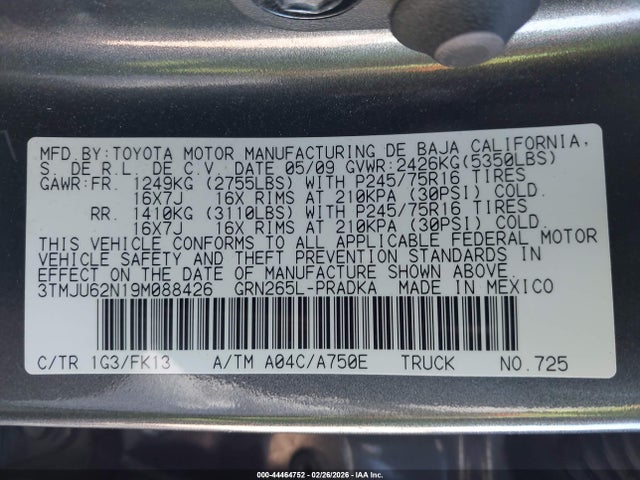 MFD.BY:TOYOTA MOTOR MANUFACTURING DE BAJA CALIFORNIA,
S. DE R.L. DE C.V. DATE 05/09 GVWR:2426KG(5350LBS)
GAWR:FR. 1249KG (2755LBS) WITH P245/75R16 TIRES
16X7J 16X RIMS AT 210KPA (30PSI) COLD.
RR. 1410KG (3110LBS) WITH P245/75R16 TIRES
16X7J 16X RIMS AT 210KPA (30PSI) COLD.
THIS VEHICLE CONFORMS TO ALL APPLICABLE FEDERAL MOTOR
VEHICLE SAFETY AND THEFT PREVENTION STANDARDS IN
EFFECT ON THE DATE OF MANUFACTURE SHOWN ABOVE.
3TMJU62N19M088426 GRN265L-PRADKA MADE IN MEXICO
C/TR 1G3/FK13 A/TM A04C/A750E TRUCK NO.725
000-44464752 - 02/26/2026 - IAA Inc.